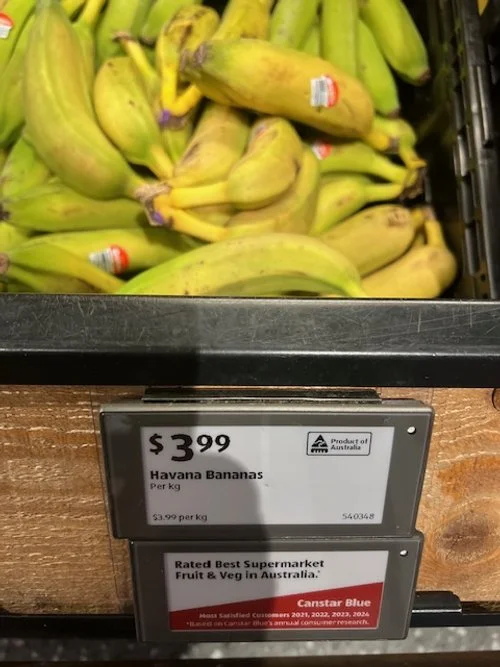 $3.99
Product of
Australia
Havana Bananas
Per kg
$3.99 per kg
540348
Rated Best Supermarket
Fruit & Veg in Australia.*
Canstar Blue
Most Satisfied Customers 2021, 2022, 2023, 2024
*Based on Canstar Blue's annual consumer research.